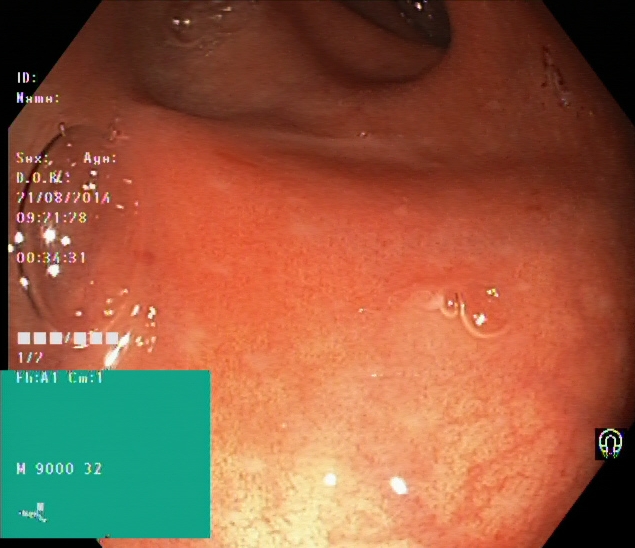 ID:
Name:
Sex: Age:
D.O.B.:
21/08/2014
09:21:28
00:34:31
1/2
Eh:A1 Cm:1
M 9000 32